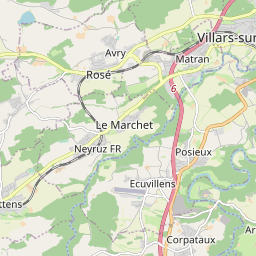 Villars-sur
Avry
Matran
Rosé
6
Le Marchet
Neyruz FR
Posieux
Ecuvillens
ttens
Ar
Corpataux